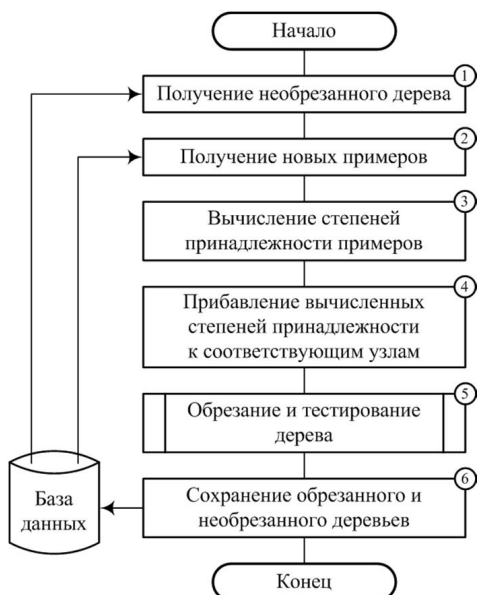 Начало
1
Получение необрезанного дерева
2
Получение новых примеров
3
Вычисление степеней
принадлежности примеров
4
Прибавление вычисленных
степеней принадлежности
к соответствующим узлам
5
Обрезание и тестирование
дерева
6
Сохранение обрезанного и
необрезанного деревьев
База
данных
Конец